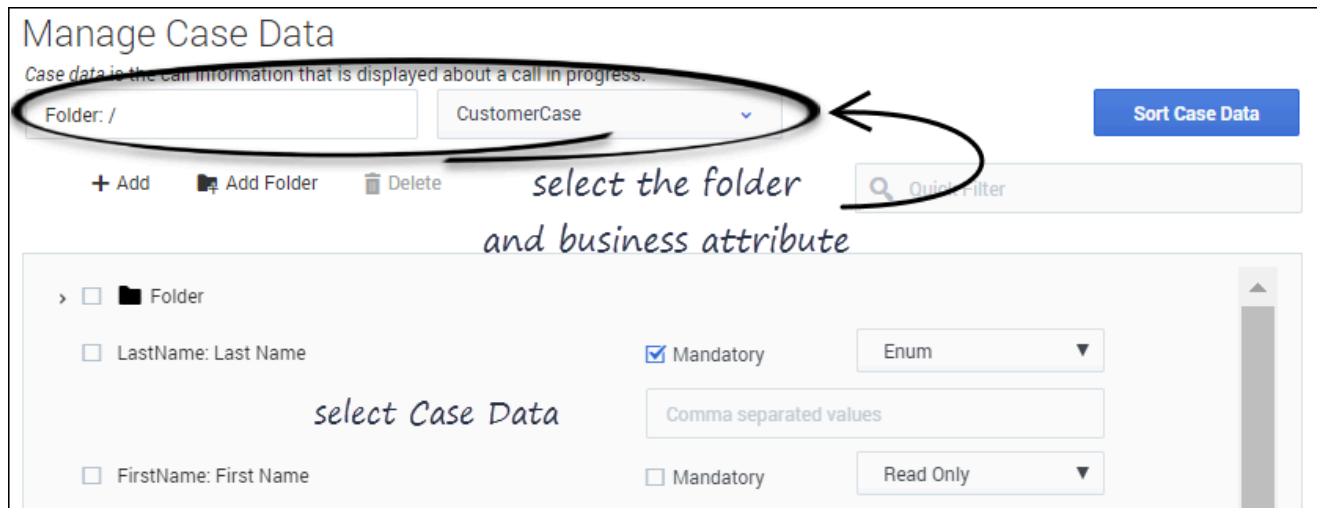 Manage Case Data
Case data is the call information that is displayed about a call in progress.
Folder: /
CustomerCase
Sort Case Data
+ Add
Add Folder
Delete
select the folder
Quick Filter
and business attribute
Folder
LastName: Last Name
Mandatory
Enum
select Case Data
Comma separated values
FirstName: First Name
Mandatory
Read Only